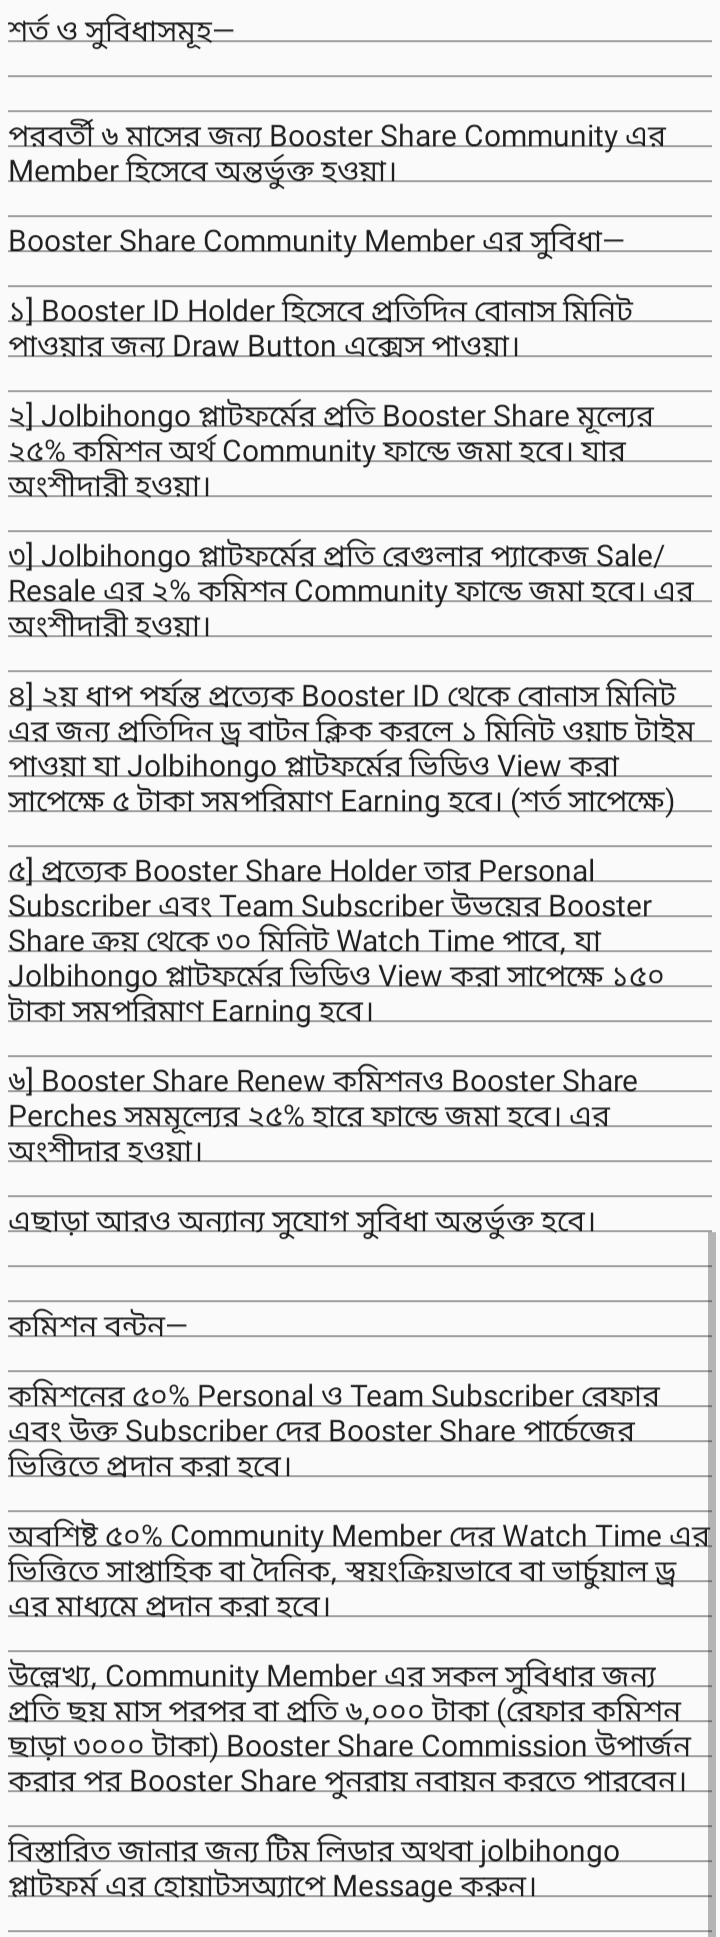 শর্ত ও সুবিধাসমূহ—
পরবর্তী ৬ মাসের জন্য Booster Share Community এর
Member হিসেবে অন্তর্ভুক্ত হওয়া।
Booster Share Community Member এর সুবিধা—
১] Booster ID Holder হিসেবে প্রতিদিন বোনাস মিনিট
পাওয়ার জন্য Draw Button এক্সেস পাওয়া।
২] Jolbihongo প্লাটফর্মের প্রতি Booster Share মূল্যের
২৫% কমিশন অর্থ Community ফান্ডে জমা হবে। যার
অংশীদারী হওয়া।
৩] Jolbihongo প্লাটফর্মের প্রতি রেগুলার প্যাকেজ Sale/
Resale এর ২% কমিশন Community ফান্ডে জমা হবে। এর
অংশীদারী হওয়া।
৪] ২য় ধাপ পর্যন্ত প্রত্যেক Booster ID থেকে বোনাস মিনিট
এর জন্য প্রতিদিন ড্র বাটন ক্লিক করলে ১ মিনিট ওয়াচ টাইম
পাওয়া যা Jolbihongo প্লাটফর্মের ভিডিও View করা
সাপেক্ষে ৫ টাকা সমপরিমাণ Earning হবে। (শর্ত সাপেক্ষে)
৫] প্রত্যেক Booster Share Holder তার Personal
Subscriber এবং Team Subscriber উভয়ের Booster
Share ক্রয় থেকে ৩০ মিনিট Watch Time পাবে, যা
Jolbihongo প্লাটফর্মের ভিডিও View করা সাপেক্ষে ১৫০
টাকা সমপরিমাণ Earning হবে।
৬] Booster Share Renew কমিশনও Booster Share
Perches সমমূল্যের ২৫% হারে ফান্ডে জমা হবে। এর
অংশীদার হওয়া।
এছাড়া আরও অন্যান্য সুযোগ সুবিধা অন্তর্ভুক্ত হবে।
কমিশন বন্টন—
কমিশনের ৫০% Personal ও Team Subscriber রেফার
এবং উক্ত Subscriber দের Booster Share পার্চেজের
ভিত্তিতে প্রদান করা হবে।
অবশিষ্ট ৫০% Community Member দের Watch Time এর
ভিত্তিতে সাপ্তাহিক বা দৈনিক, স্বয়ংক্রিয়ভাবে বা ভার্চুয়াল ড্র
এর মাধ্যমে প্রদান করা হবে।
উল্লেখ্য, Community Member এর সকল সুবিধার জন্য
প্রতি ছয় মাস পরপর বা প্রতি ৬,০০০ টাকা (রেফার কমিশন
ছাড়া ৩০০০ টাকা) Booster Share Commission উপার্জন
করার পর Booster Share পুনরায় নবায়ন করতে পারবেন।
বিস্তারিত জানার জন্য টিম লিডার অথবা jolbihongo
প্লাটফর্ম এর হোয়াটসঅ্যাপে Message করুন।